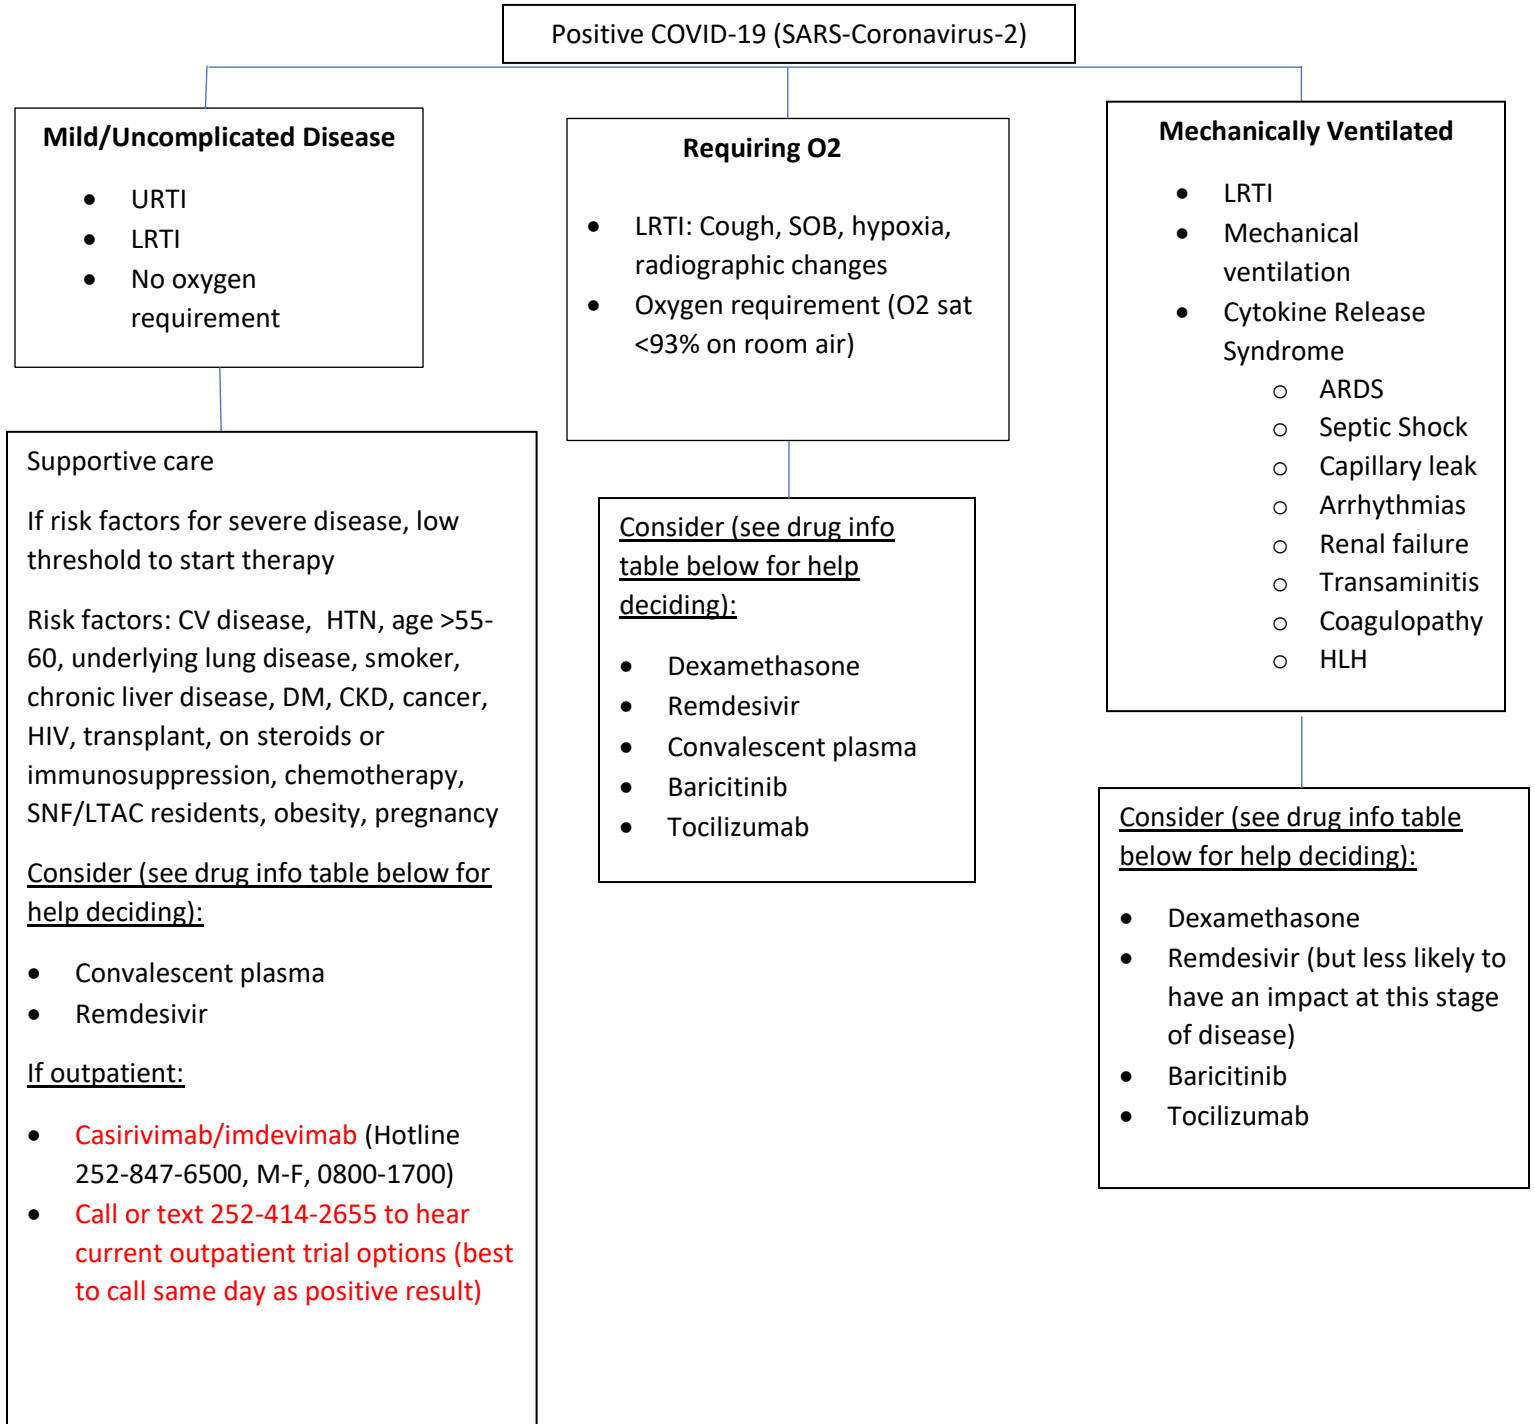 Positive COVID-19 (SARS-Coronavirus-2)
Mild/Uncomplicated Disease
• URTI
• LRTI
• No oxygen
requirement
Supportive care
If risk factors for severe disease, low
threshold to start therapy
Risk factors: CV disease,  HTN, age >55-
60, underlying lung disease, smoker,
chronic liver disease, DM, CKD, cancer,
HIV, transplant, on steroids or
immunosuppression, chemotherapy,
SNF/LTAC residents, obesity, pregnancy
Consider (see drug info table below for
help deciding):
• Convalescent plasma
• Remdesivir
If outpatient:
• Casirivimab/imdevimab (Hotline
252-847-6500, M-F, 0800-1700)
• Call or text 252-414-2655 to hear
current outpatient trial options (best
to call same day as positive result)
Requiring O2
• LRTI: Cough, SOB, hypoxia,
radiographic changes
• Oxygen requirement (O2 sat
<93% on room air)
Consider (see drug info
table below for help
deciding):
• Dexamethasone
• Remdesivir
• Convalescent plasma
• Baricitinib
• Tocilizumab
Mechanically Ventilated
• LRTI
• Mechanical
ventilation
• Cytokine Release
Syndrome
o ARDS
o Septic Shock
o Capillary leak
o Arrhythmias
o Renal failure
o Transaminitis
o Coagulopathy
o HLH
Consider (see drug info table
below for help deciding):
• Dexamethasone
• Remdesivir (but less likely to
have an impact at this stage
of disease)
• Baricitinib
• Tocilizumab